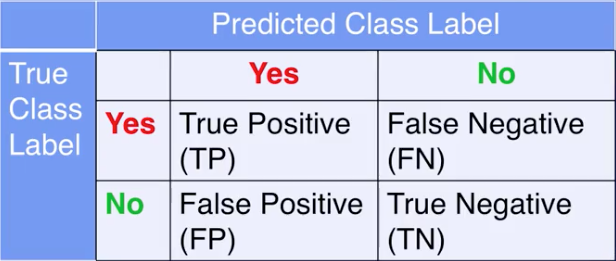 Predicted Class Label
True Class Label
Yes
No
Yes
True Positive (TP)
False Negative (FN)
No
False Positive (FP)
True Negative (TN)